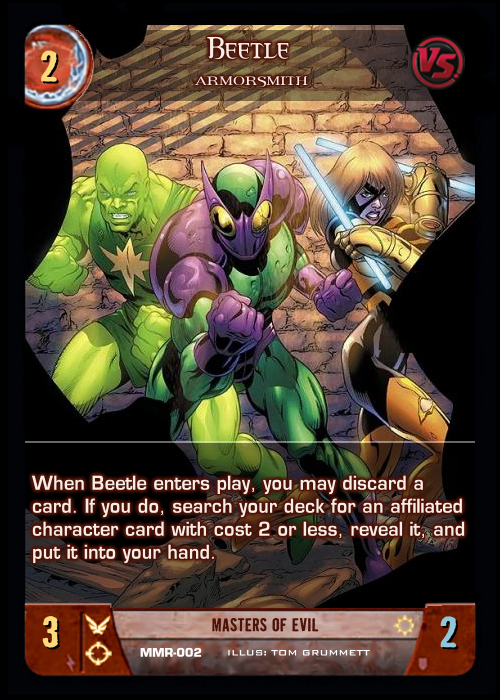 2
BEETLE
VS.
ARMORSMITH
When Beetle enters play, you may discard a
card. If you do, search your deck for an affiliated
character card with cost 2 or less, reveal it, and
put it into your hand.
3
MASTERS OF EVIL
2
MMR-002 ILLUS: TOM GRUMMETT